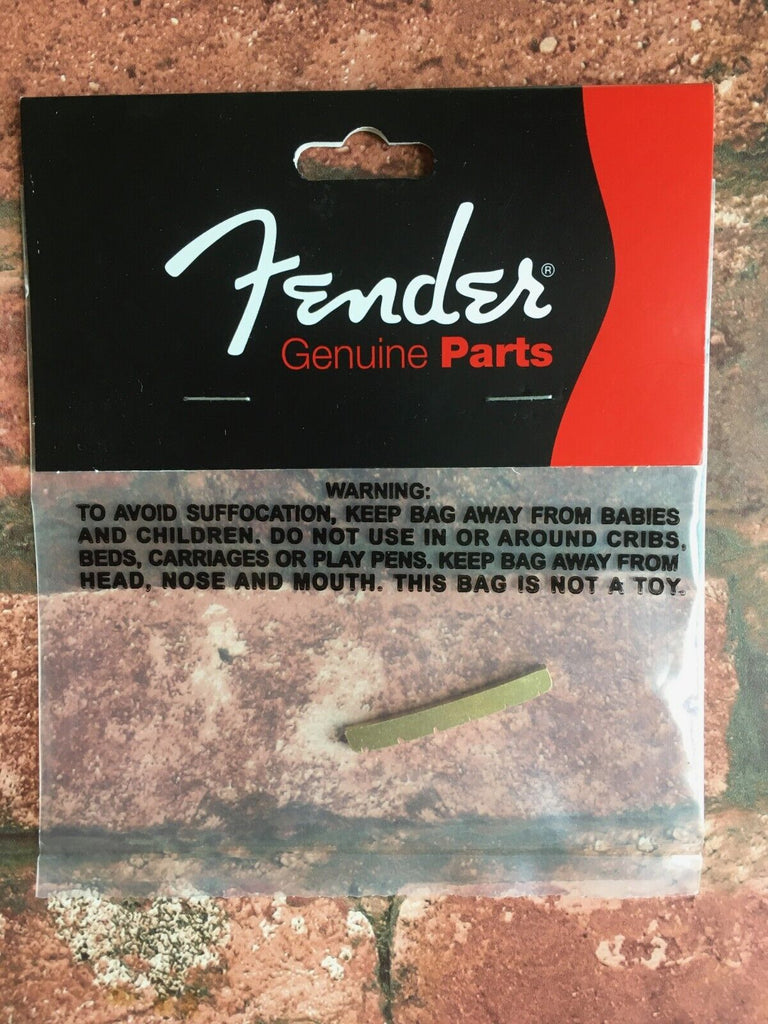 Fender®
Genuine Parts
WARNING:
TO AVOID SUFFOCATION, KEEP BAG AWAY FROM BABIES
AND CHILDREN. DO NOT USE IN OR AROUND CRIBS,
BEDS, CARRIAGES OR PLAY PENS. KEEP BAG AWAY FROM
HEAD, NOSE AND MOUTH. THIS BAG IS NOT A TOY.